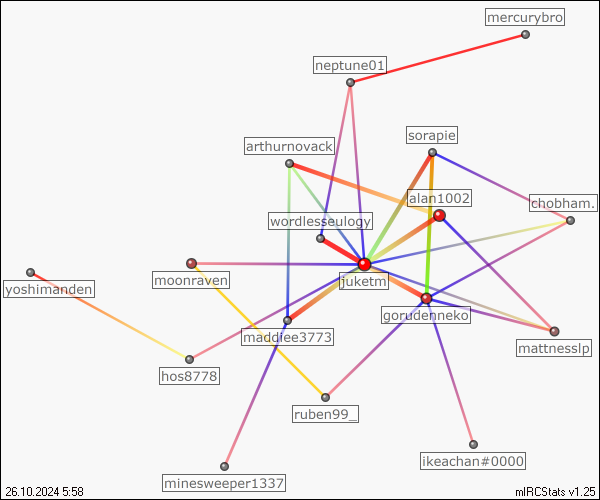 mercurybro
neptune01
sorapie
arthurnovack
alan1002
chobham.
wordlesseulogy
moonraven
juketm
yoshimanden
gorudenneko
maddiee3773
mattnesslp
hos8778
ruben99_
ikeachan#0000
minesweeper1337
26.10.2024 5:58
mIRCStats v1.25